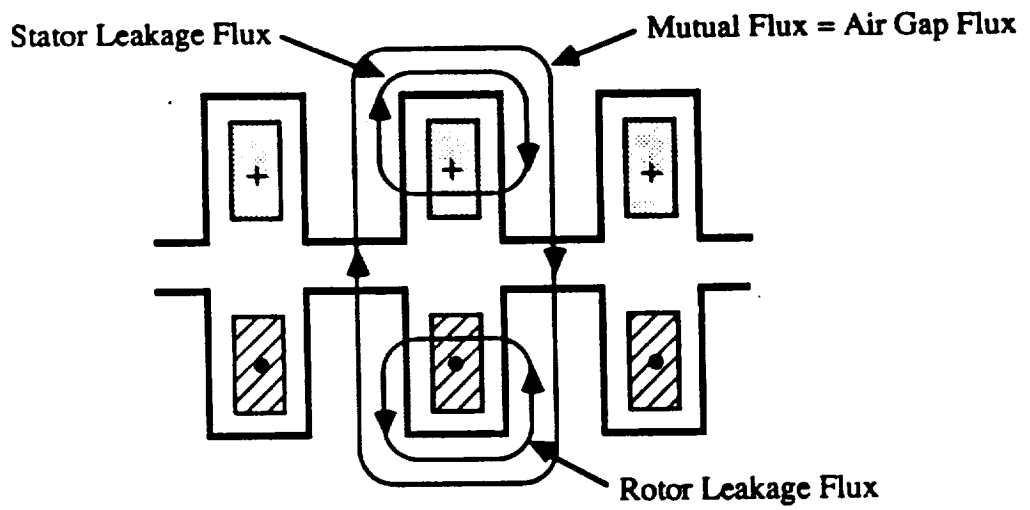 Stator Leakage Flux
Mutual Flux = Air Gap Flux
+ + +
Rotor Leakage Flux